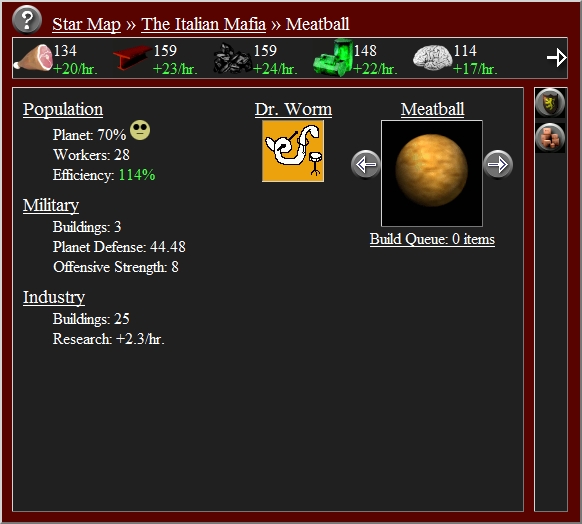 ?
Star Map » The Italian Mafia » Meatball
134 159 159 148 114
+20/hr. +23/hr. +24/hr. +22/hr. +17/hr.
Population
Planet: 70%
Workers: 28
Efficiency: 114%
Military
Buildings: 3
Planet Defense: 44.48
Offensive Strength: 8
Industry
Buildings: 25
Research: +2.3/hr.
Dr. Worm
Meatball
Build Queue: 0 items